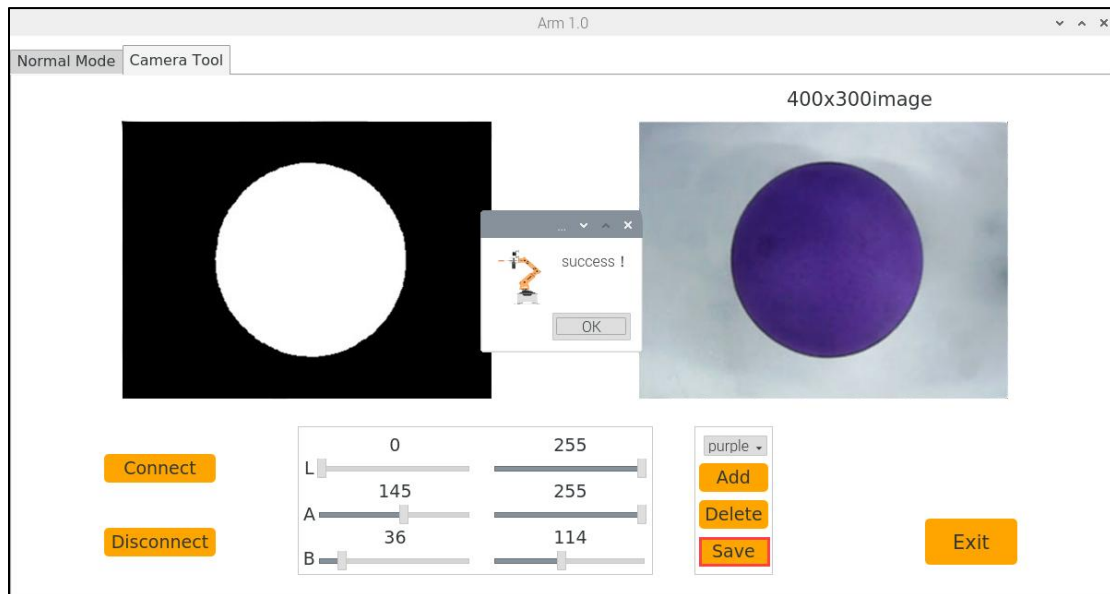 Arm 1.0
Normal Mode Camera Tool
400x300image
...
success !
OK
0 255
L
145 255
A
36 114
B
Connect
Disconnect
purple
Add
Delete
Save
Exit